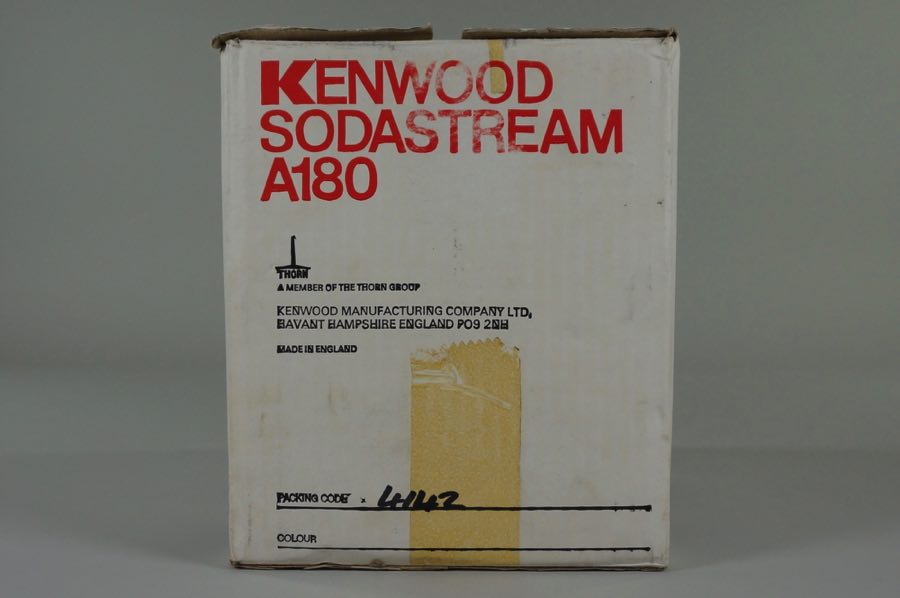 KENWOOD
SODASTREAM
A180
THORN
A MEMBER OF THE THORN GROUP
KENWOOD MANUFACTURING COMPANY LTD,
HAVANT HAMPSHIRE ENGLAND PO9 2NH
MADE IN ENGLAND
PACKING CODE 4142
COLOUR